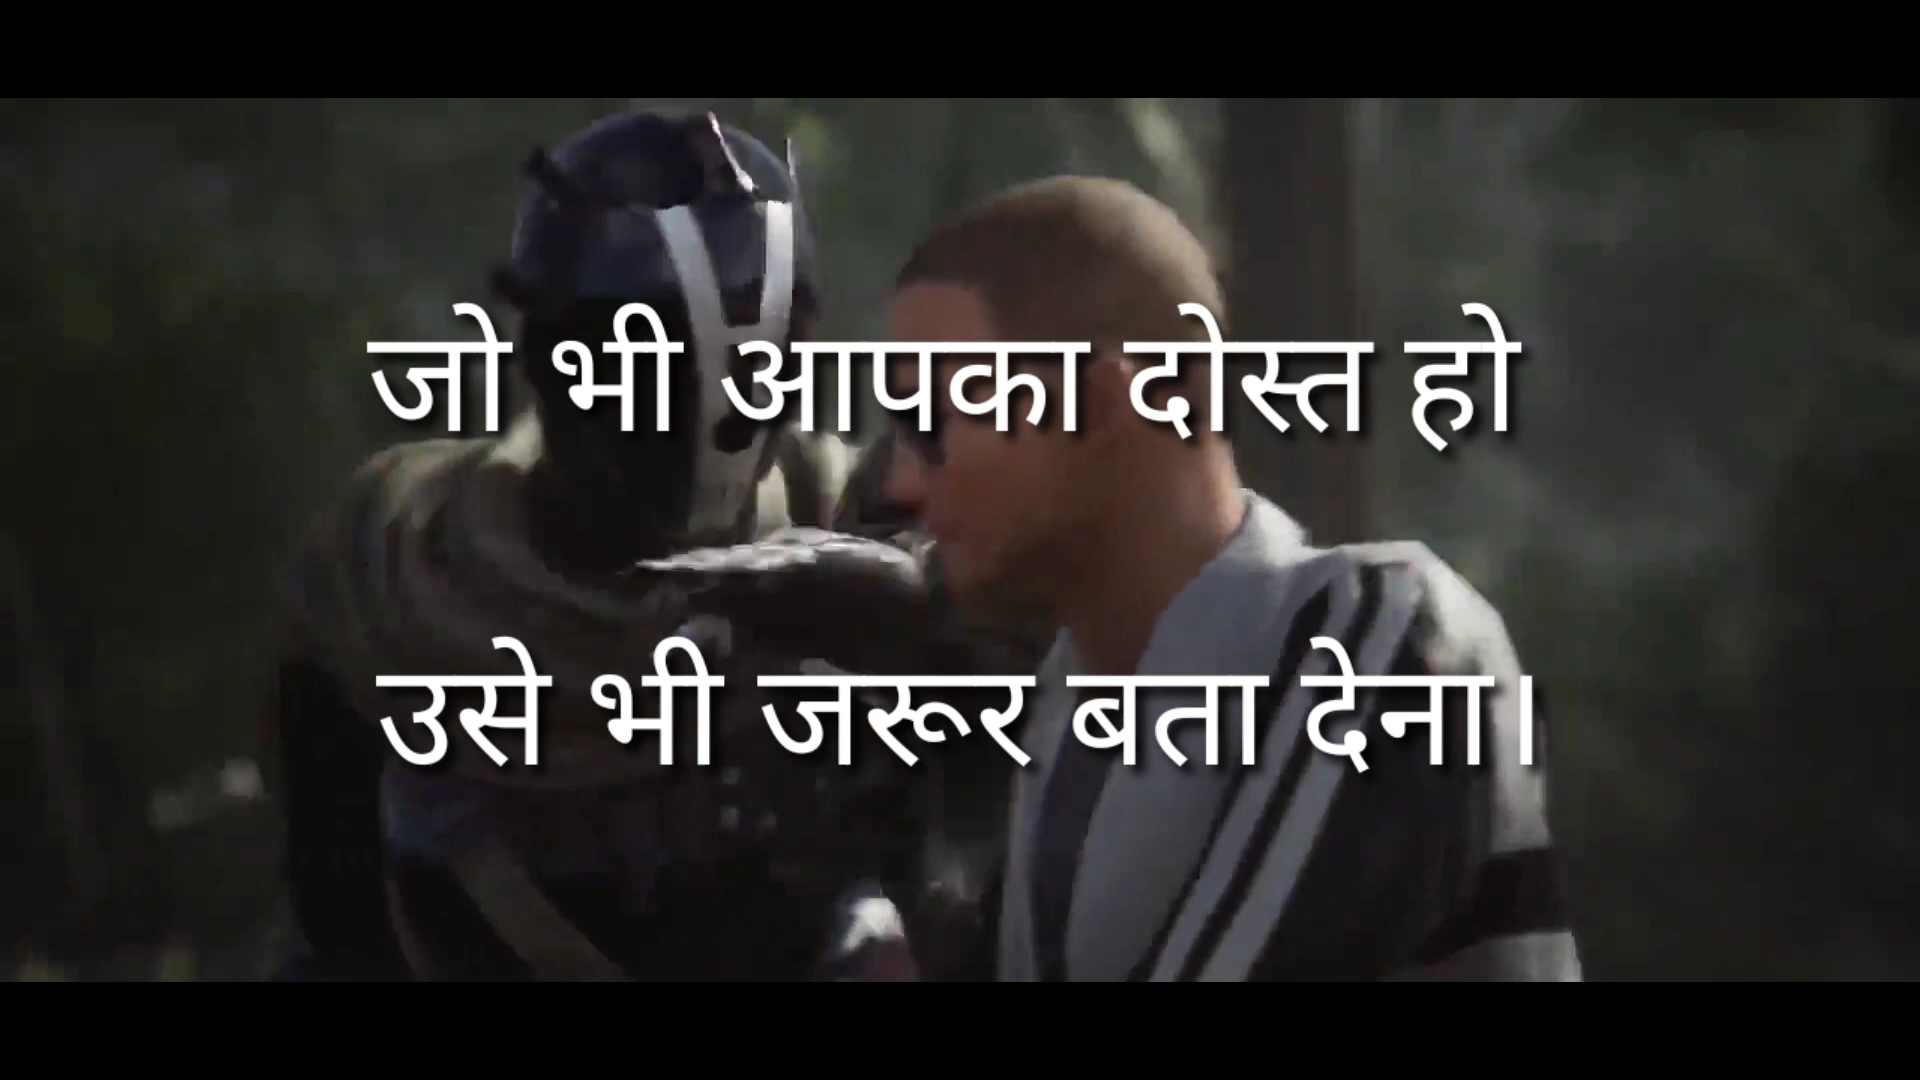 जो भी आपका दोस्त हो
उसे भी जरूर बता देना।